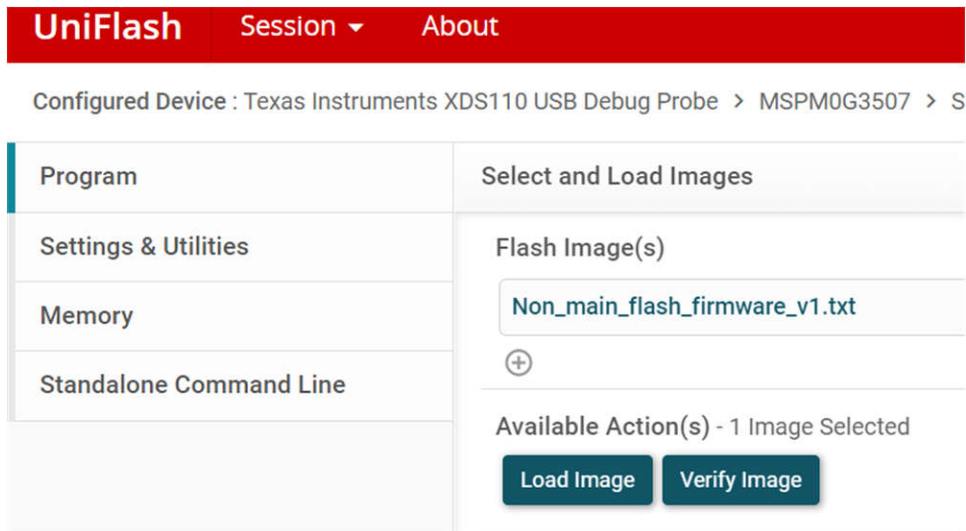 UniFlash Session About
Configured Device : Texas Instruments XDS110 USB Debug Probe > MSPM0G3507 > S
Program
Settings & Utilities
Memory
Standalone Command Line
Select and Load Images
Flash Image(s)
Non_main_flash_firmware_v1.txt
Available Action(s) - 1 Image Selected
Load Image Verify Image